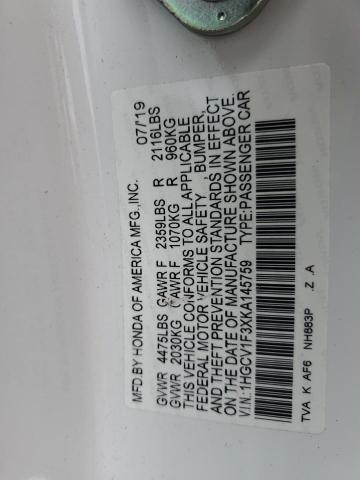 MFD.BY HONDA OF AMERICA MFG.,INC. 07/'19
GVWR 4475LBS GAWR F 2359LBS R 2116LBS
GVWR 2030KG GAWR F 1070KG R 960KG
THIS VEHICLE CONFORMS TO ALL APPLICABLE
FEDERAL MOTOR VEHICLE SAFETY, BUMPER,
AND THEFT PREVENTION STANDARDS IN EFFECT
ON THE DATE OF MANUFACTURE SHOWN ABOVE.
V.I.N.: 1HGCV1F3XKA145759 TYPE:PASSENGER CAR
TVA K AF6 NH883P .Z .A